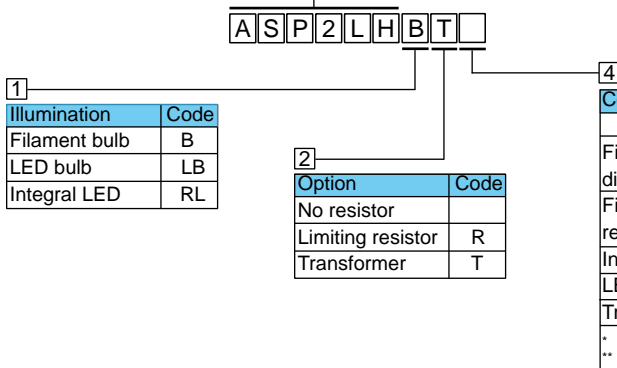 ASP2LHBT
1
Illumination Code
Filament bulb B
LED bulb LB
Integral LED RL
2
Option Code
No resistor
Limiting resistor R
Transformer T
4
*
**